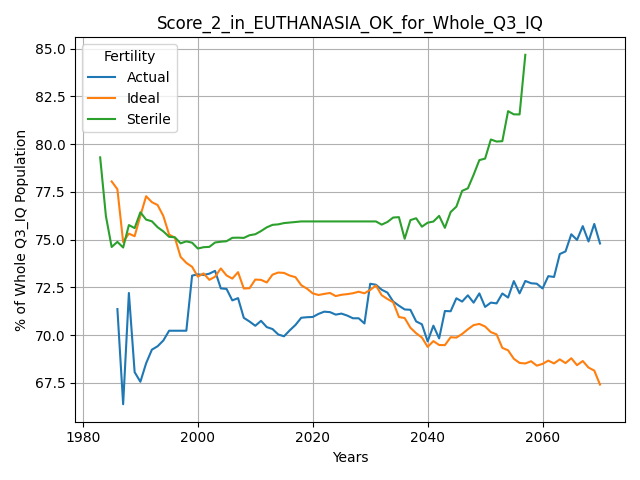 Score_2_in_EUTHANASIA_OK_for_Whole_Q3_IQ
% of Whole Q3_IQ Population
85.0
82.5
80.0
77.5
75.0
72.5
70.0
67.5
Fertility
Actual
Ideal
Sterile
1980
2000
2020
2040
2060
Years